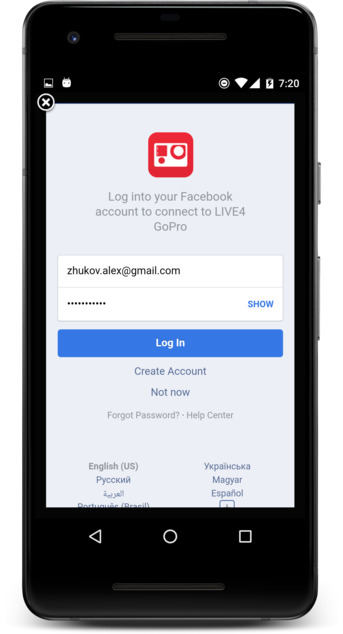 7:20
Log into your Facebook
account to connect to LIVE4
GoPro
zhukov.alex@gmail.com
••••••••••• SHOW
Log In
Create Account
Not now
Forgot Password? · Help Center
English (US) Українська
Русский Magyar
العربية Español
Português (Brasil)